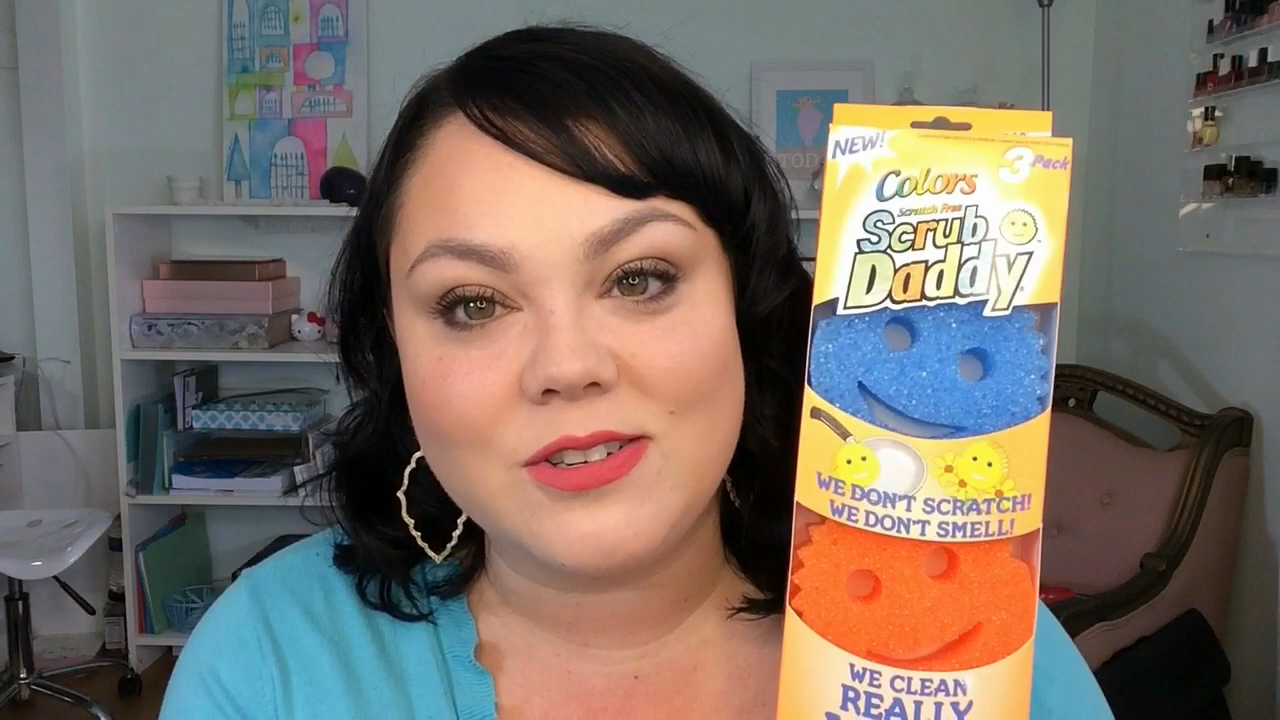 NEW!
3 Pack
Colors
Scratch Free
Scrub
Daddy
WE DON'T SCRATCH!
WE DON'T SMELL!
WE CLEAN
REALLY